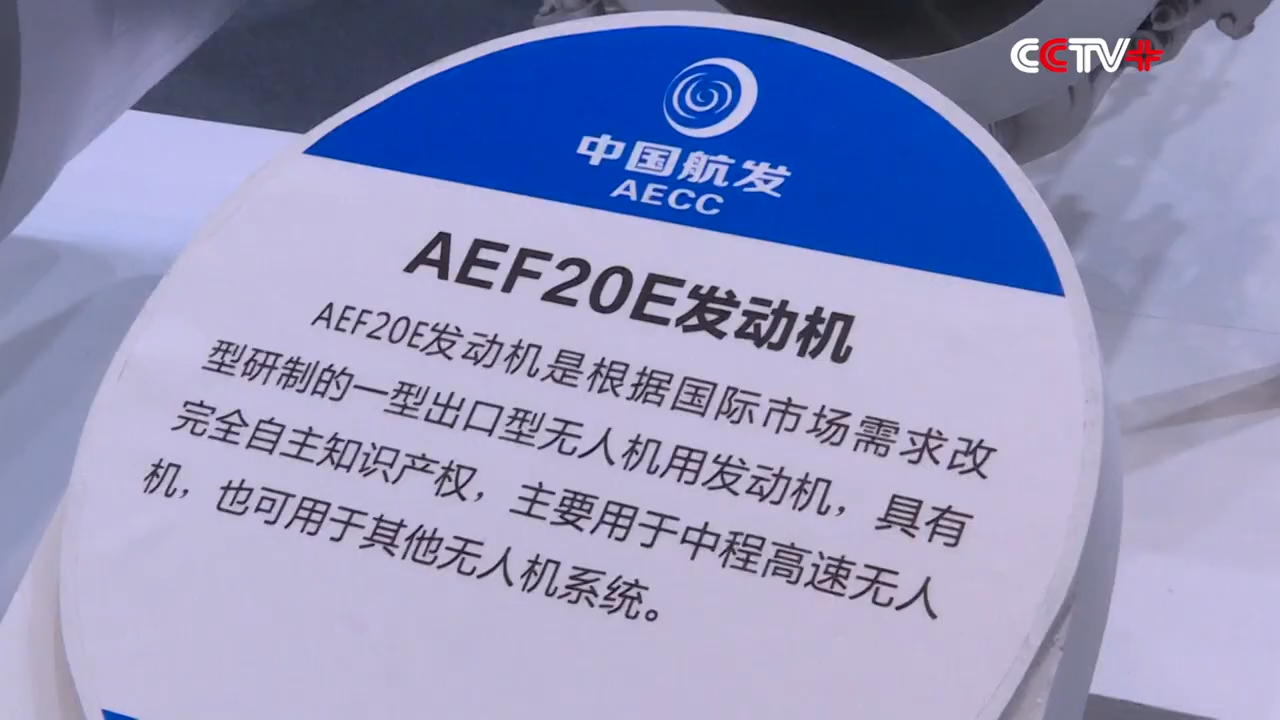 CCTV+
中国航发
AECC
AEF20E发动机
AEF20E发动机是根据国际市场需求改
型研制的一型出口型无人机用发动机，具有
完全自主知识产权，主要用于中程高速无人
机，也可用于其他无人机系统。